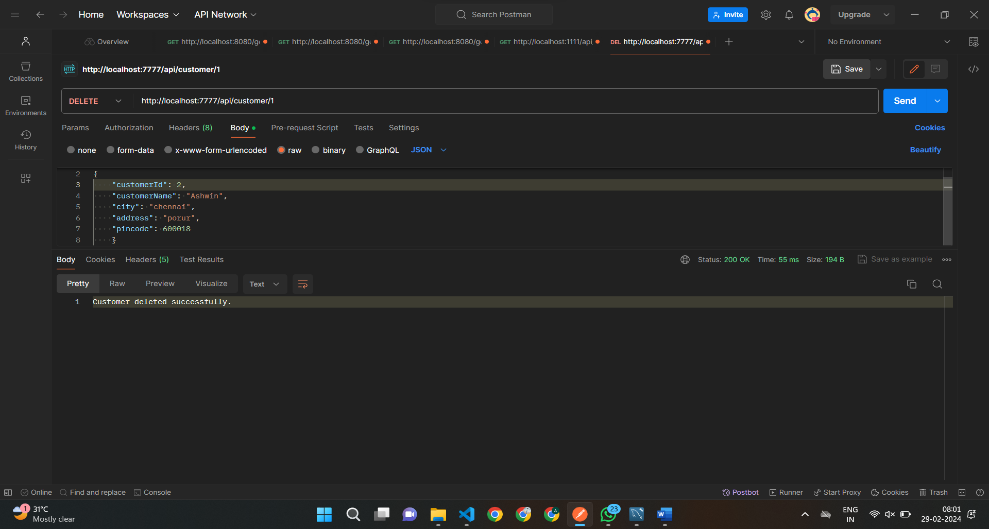 Home Workspaces API Network Search Postman Invite Upgrade
Overview GET http://localhost:8080/g GET http://localhost:8080/g GET http://localhost:8080/g GET http://localhost:1111/api, DEL http://localhost:7777/ap No Environment
HTTP http://localhost:7777/api/customer/1 Save
Collections
DELETE http://localhost:7777/api/customer/1 Send
Environments
Params Authorization Headers (8) Body Pre-request Script Tests Settings Cookies
History
none form-data x-www-form-urlencoded raw binary GraphQL JSON Beautify
2 {
3 "customerId": 2,
4 "customerName": "Ashwin",
5 "city": "chennai",
6 "address": "porur",
7 "pincode": 600018
8 }
Body Cookies Headers (5) Test Results Status: 200 OK Time: 55 ms Size: 194 B Save as example
Pretty Raw Preview Visualize Text
1 Customer deleted successfully.
Online Find and replace Console Postbot Runner Start Proxy Cookies Trash
1 31°C
Mostly clear
23
ENG
IN
08:01
29-02-2024